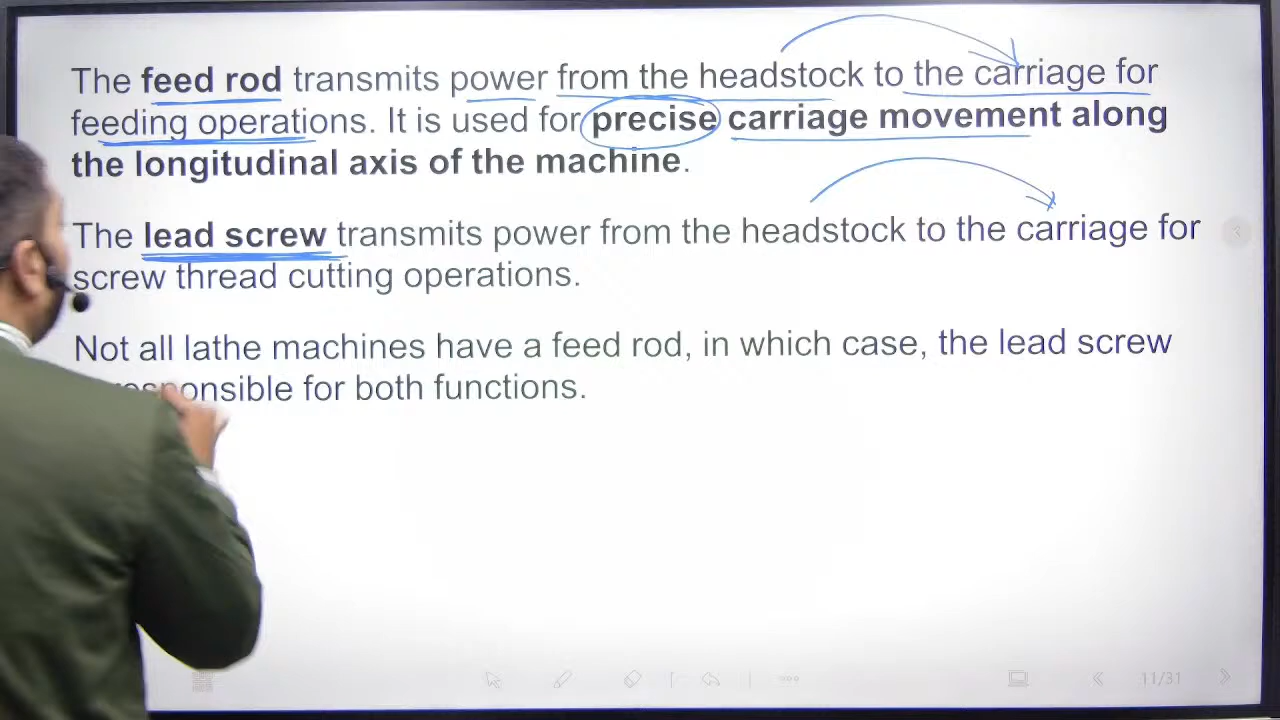 The feed rod transmits power from the headstock to the carriage for
feeding operations. It is used for precise carriage movement along
the longitudinal axis of the machine.
The lead screw transmits power from the headstock to the carriage for
screw thread cutting operations.
Not all lathe machines have a feed rod, in which case, the lead screw
responsible for both functions.
11/31